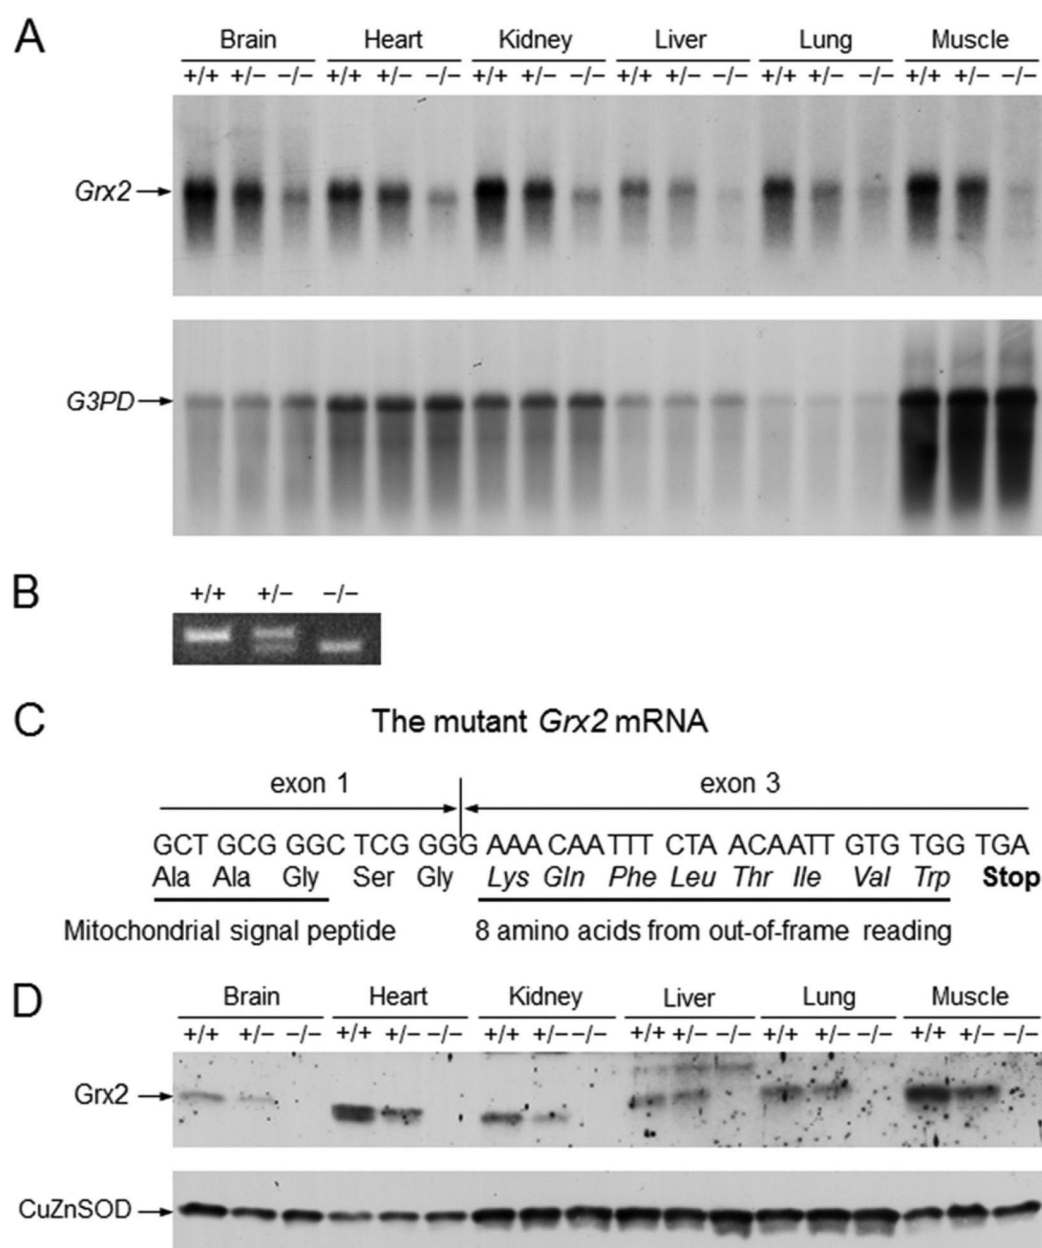 A
Brain Heart Kidney Liver Lung Muscle
+/+ +/− −/− +/+ +/− −/− +/+ +/− −/− +/+ +/− −/− +/+ +/− −/− +/+ +/− −/−
Grx2
G3PD
B
+/+ +/− −/−
C
The mutant Grx2 mRNA
exon 1 exon 3
GCT GCG GGC TCG GGG AAA CAA TTT CTA ACA ATT GTG TGG TGA
Ala Ala Gly Ser Gly Lys Gln Phe Leu Thr Ile Val Trp Stop
Mitochondrial signal peptide 8 amino acids from out-of-frame reading
D
Brain Heart Kidney Liver Lung Muscle
+/+ +/− −/− +/+ +/− −/− +/+ +/− −/− +/+ +/− −/− +/+ +/− −/− +/+ +/− −/−
Grx2
CuZnSOD